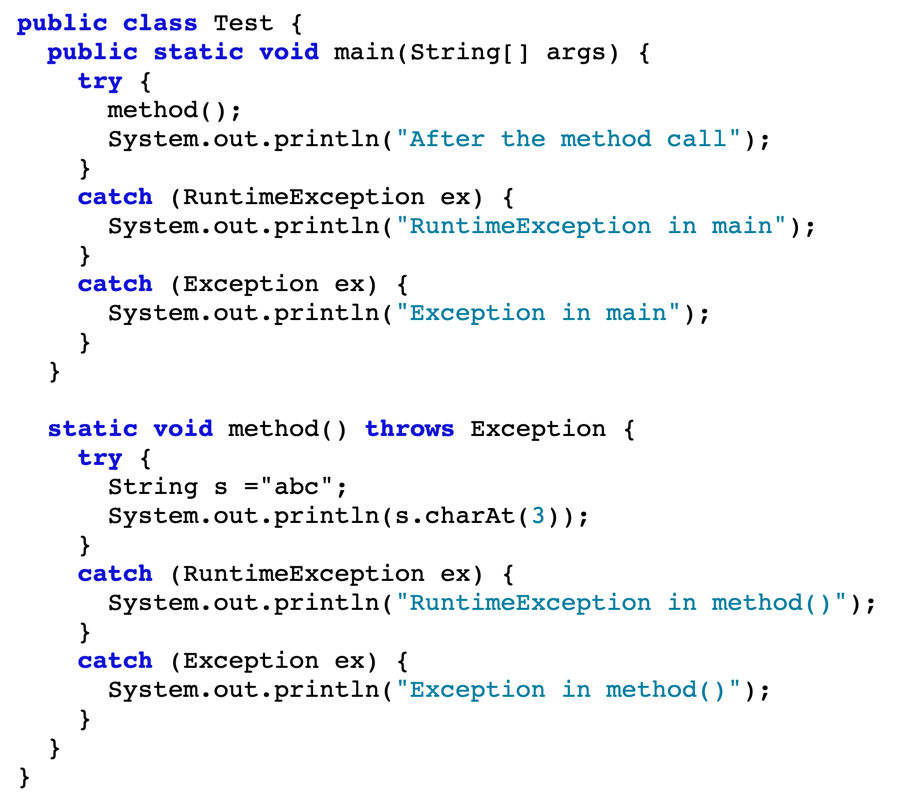 public class Test {
  public static void main(String[] args) {
    try {
      method();
      System.out.println("After the method call");
    }
    catch (RuntimeException ex) {
      System.out.println("RuntimeException in main");
    }
    catch (Exception ex) {
      System.out.println("Exception in main");
    }
  }

  static void method() throws Exception {
    try {
      String s ="abc";
      System.out.println(s.charAt(3));
    }
    catch (RuntimeException ex) {
      System.out.println("RuntimeException in method()");
    }
    catch (Exception ex) {
      System.out.println("Exception in method()");
    }
  }
}